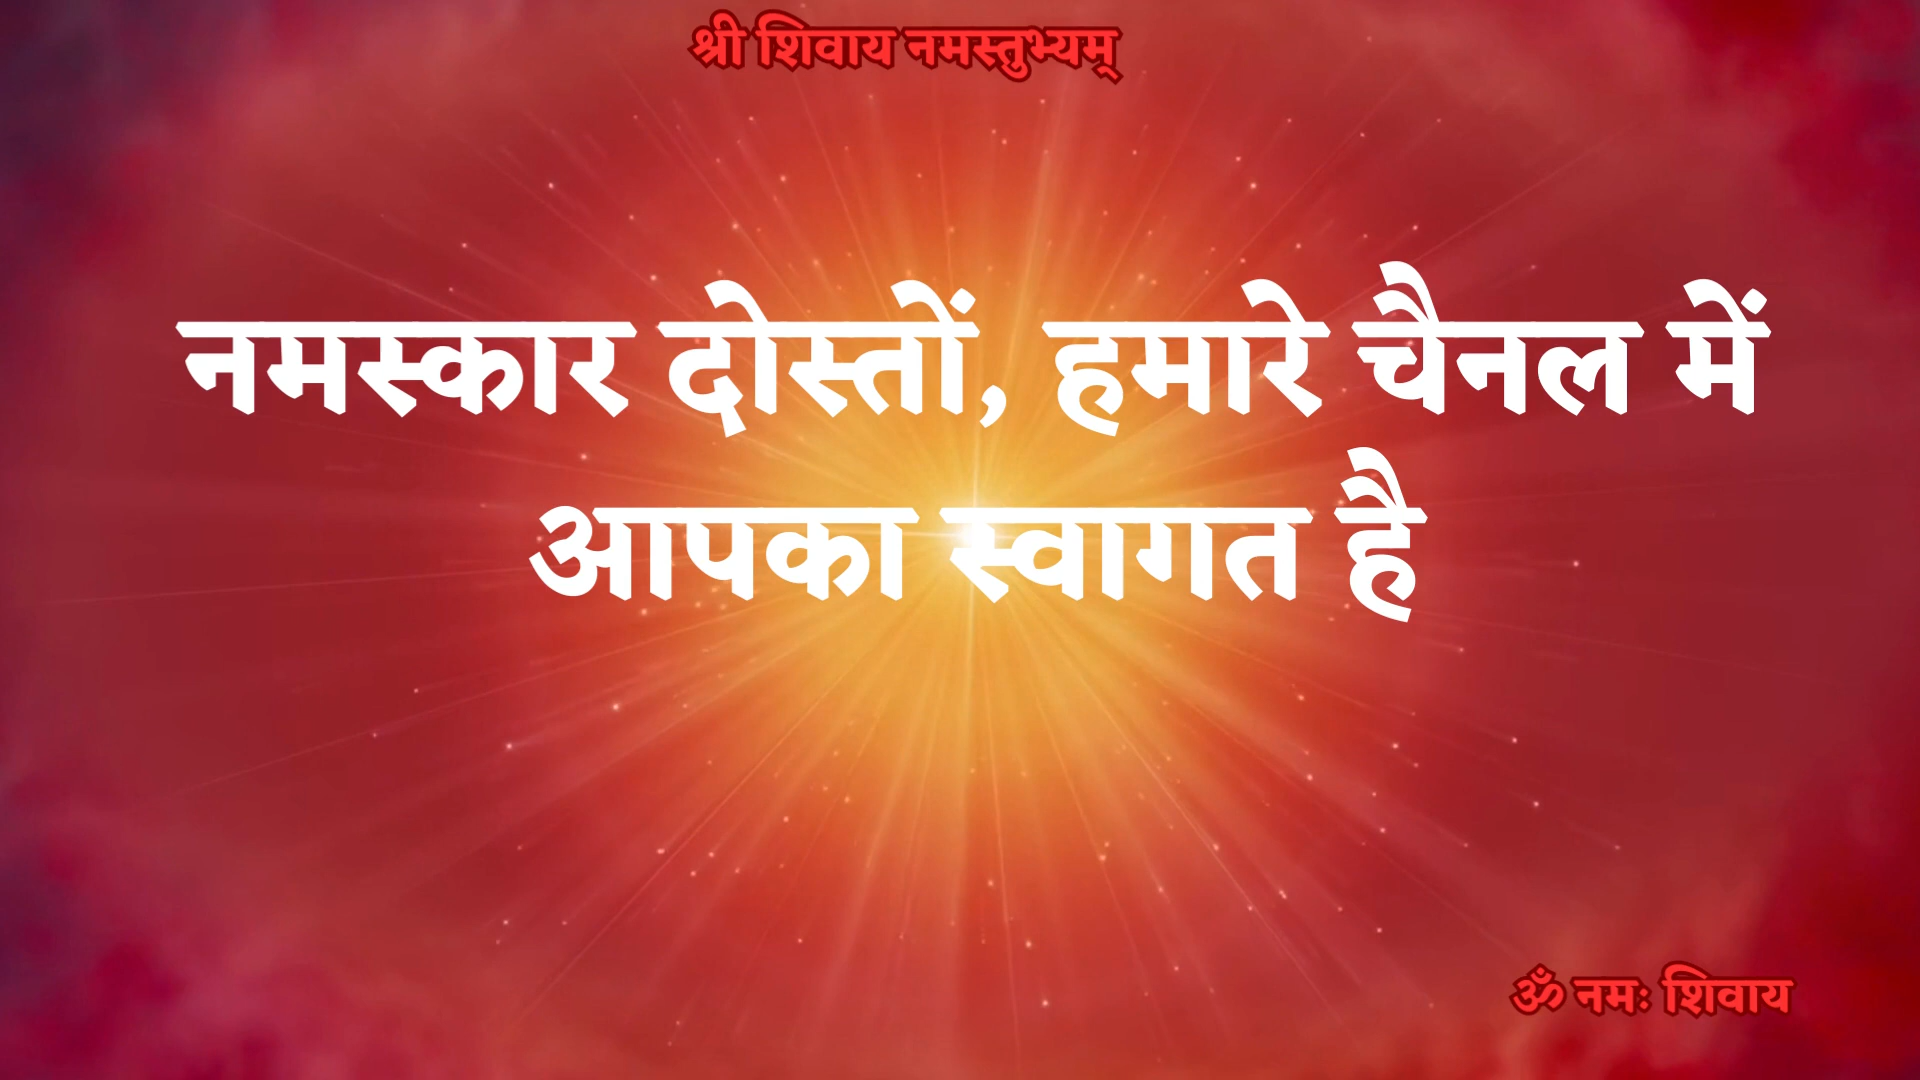 श्री शिवाय नमस्तुभ्यम्
नमस्कार दोस्तों, हमारे चैनल में
आपका स्वागत है
ॐ नमः शिवाय